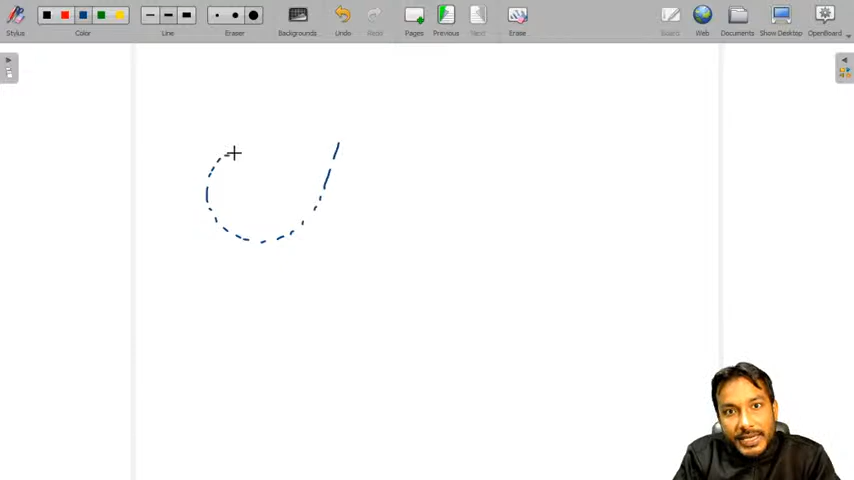 Stylus Color Line Eraser Backgrounds Undo Redo Pages Previous Next Erase Board Web Documents Show Desktop OpenBoard